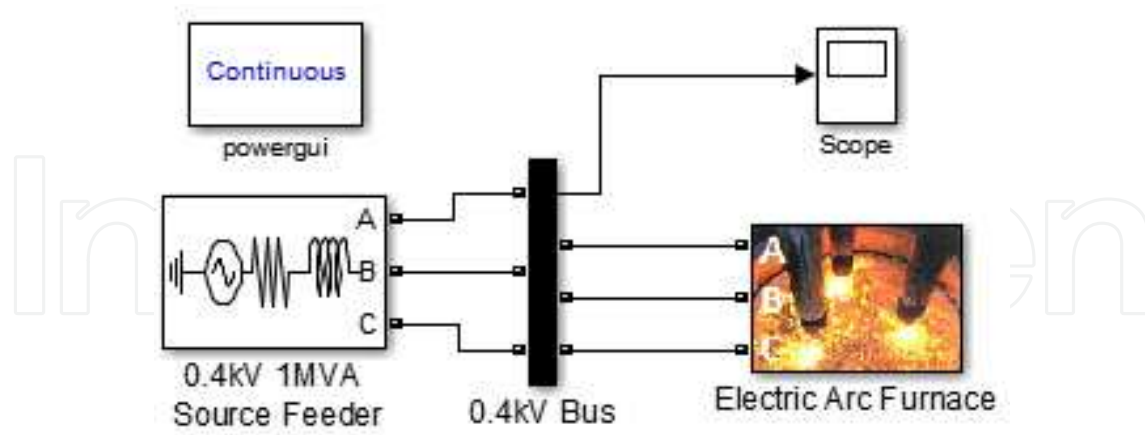 Continuous
powergui
Scope
A
B
C
0.4kV 1MVA
Source Feeder
0.4kV Bus
A
B
C
Electric Arc Furnace